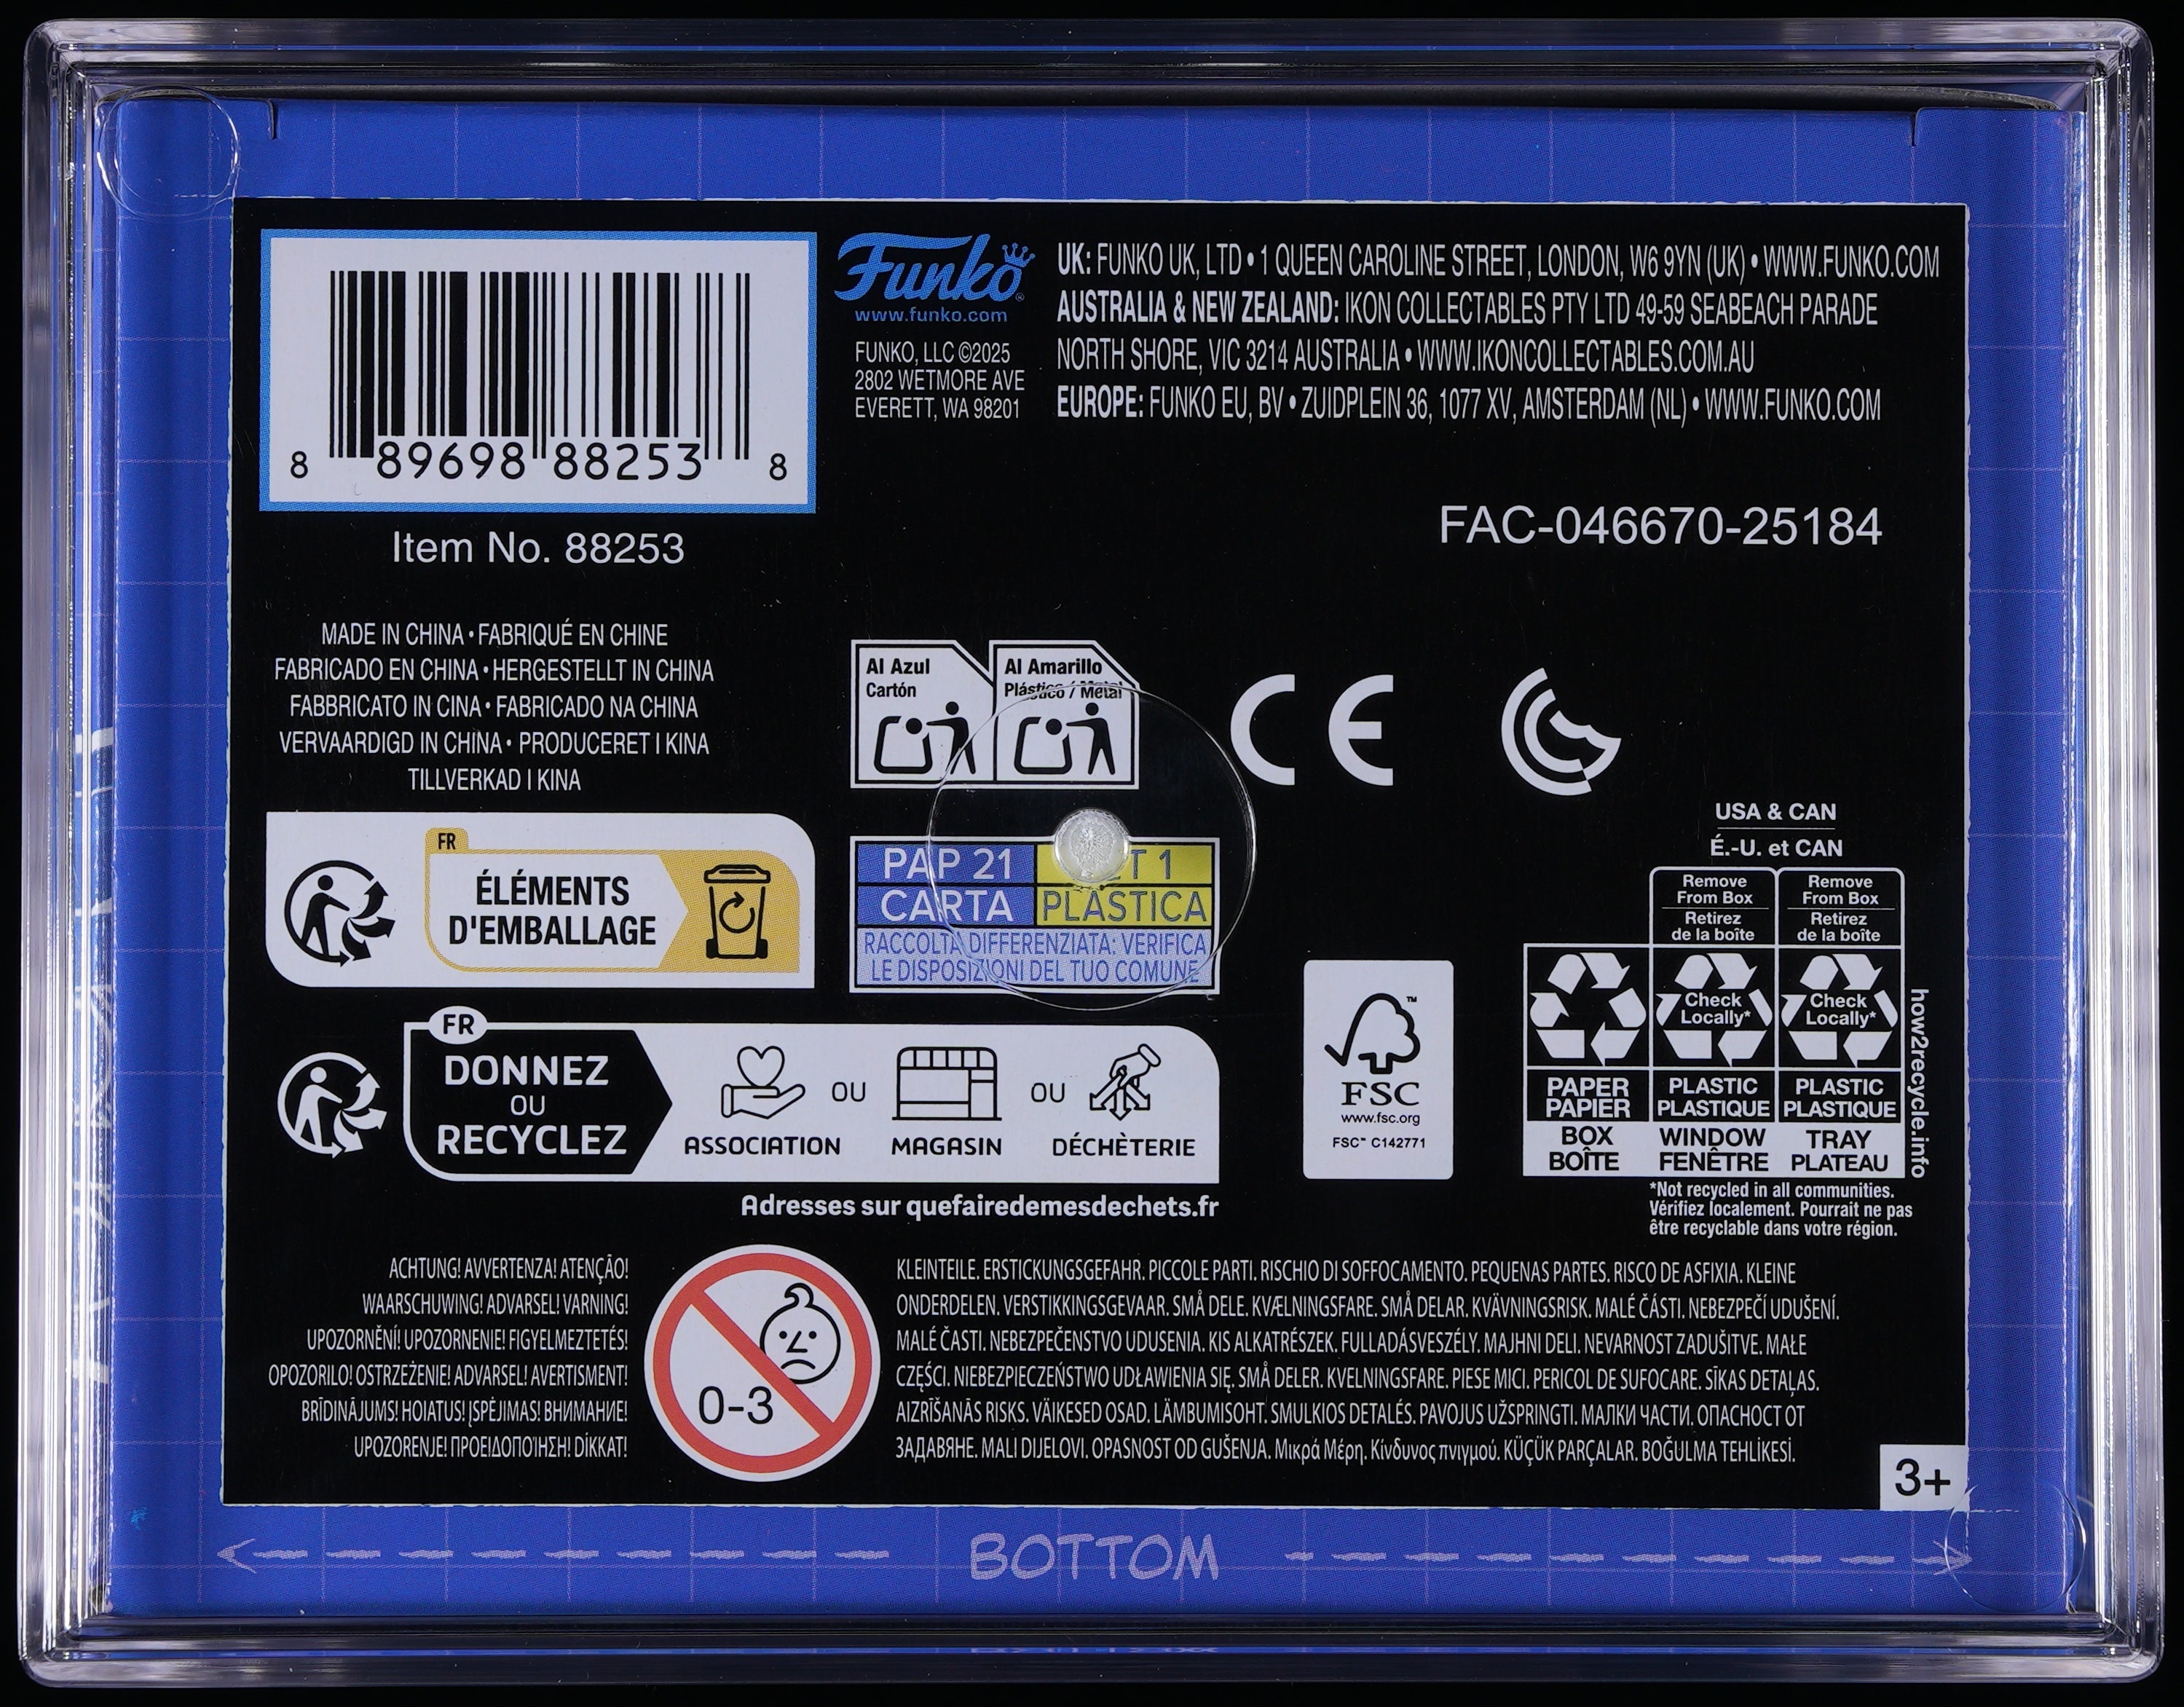 8 89698 88253 8
Item No. 88253
Funko
www.funko.com
FUNKO, LLC ©2025
2802 WETMORE AVE
EVERETT, WA 98201
UK: FUNKO UK, LTD • 1 QUEEN CAROLINE STREET, LONDON, W6 9YN (UK) • WWW.FUNKO.COM
AUSTRALIA & NEW ZEALAND: IKON COLLECTABLES PTY LTD 49-59 SEABEACH PARADE
NORTH SHORE, VIC 3214 AUSTRALIA • WWW.IKONCOLLECTABLES.COM.AU
EUROPE: FUNKO EU, BV • ZUIDPLEIN 36, 1077 XV, AMSTERDAM (NL) • WWW.FUNKO.COM
FAC-046670-25184
MADE IN CHINA • FABRIQUÉ EN CHINE
FABRICADO EN CHINA • HERGESTELLT IN CHINA
FABBRICATO IN CINA • FABRICADO NA CHINA
VERVAARDIGD IN CHINA • PRODUCERET I KINA
TILLVERKAD I KINA
Al Azul
Cartón
Al Amarillo
Plástico / Metal
CE
FR
ÉLÉMENTS
D'EMBALLAGE
PAP 21
CARTA
T 1
PLASTICA
RACCOLTA DIFFERENZIATA: VERIFICA
LE DISPOSIZIONI DEL TUO COMUNE
FR
DONNEZ
OU
RECYCLEZ
ASSOCIATION
OU
MAGASIN
OU
DÉCHÈTERIE
Adresses sur quefairedemesdechets.fr
FSC
www.fsc.org
FSC™ C142771
USA & CAN
É.-U. et CAN
Remove
From Box
Retirez
de la boîte
Remove
From Box
Retirez
de la boîte
Check
Locally*
Check
Locally*
PAPER
PAPIER
PLASTIC
PLASTIQUE
PLASTIC
PLASTIQUE
BOX
BOÎTE
WINDOW
FENÊTRE
TRAY
PLATEAU
how2recycle.info
*Not recycled in all communities.
Vérifiez localement. Pourrait ne pas
être recyclable dans votre région.
ACHTUNG! AVVERTENZA! ATENÇÃO!
WAARSCHUWING! ADVARSEL! VARNING!
UPOZORNĚNÍ! UPOZORNENIE! FIGYELMEZTETÉS!
OPOZORILO! OSTRZEŻENIE! ADVARSEL! AVERTISMENT!
BRĪDINĀJUMS! HOIATUS! ĮSPĖJIMAS! ВНИМАНИЕ!
UPOZORENJE! ΠΡΟΕΙΔΟΠΟΊΗΣΗ! DİKKAT!
0-3
KLEINTEILE. ERSTICKUNGSGEFAHR. PICCOLE PARTI. RISCHIO DI SOFFOCAMENTO. PEQUENAS PARTES. RISCO DE ASFIXIA. KLEINE
ONDERDELEN. VERSTIKKINGSGEVAAR. SMÅ DELE. KVÆLNINGSFARE. SMÅ DELAR. KVÄVNINGSRISK. MALÉ ČÁSTI. NEBEZPEČÍ UDUŠENÍ.
MALÉ ČASTI. NEBEZPEČENSTVO UDUSENIA. KIS ALKATRÉSZEK. FULLADÁSVESZÉLY. MAJHNI DELI. NEVARNOST ZADUŠITVE. MAŁE
CZĘŚCI. NIEBEZPIECZEŃSTWO UDŁAWIENIA SIĘ. SMÅ DELER. KVELNINGSFARE. PIESE MICI. PERICOL DE SUFOCARE. SĪKAS DETAĻAS.
AIZRĪŠANĀS RISKS. VÄIKESED OSAD. LÄMBUMISOHT. SMULKIOS DETALĖS. PAVOJUS UŽSPRINGTI. МАЛКИ ЧАСТИ. ОПАСНОСТ ОТ
ЗАДАВЯНЕ. MALI DIJELOVI. OPASNOST OD GUŠENJA. Μικρά Μέρη. Κίνδυνος πνιγμού. KÜÇÜK PARÇALAR. BOĞULMA TEHLİKESİ.
3+
BOTTOM